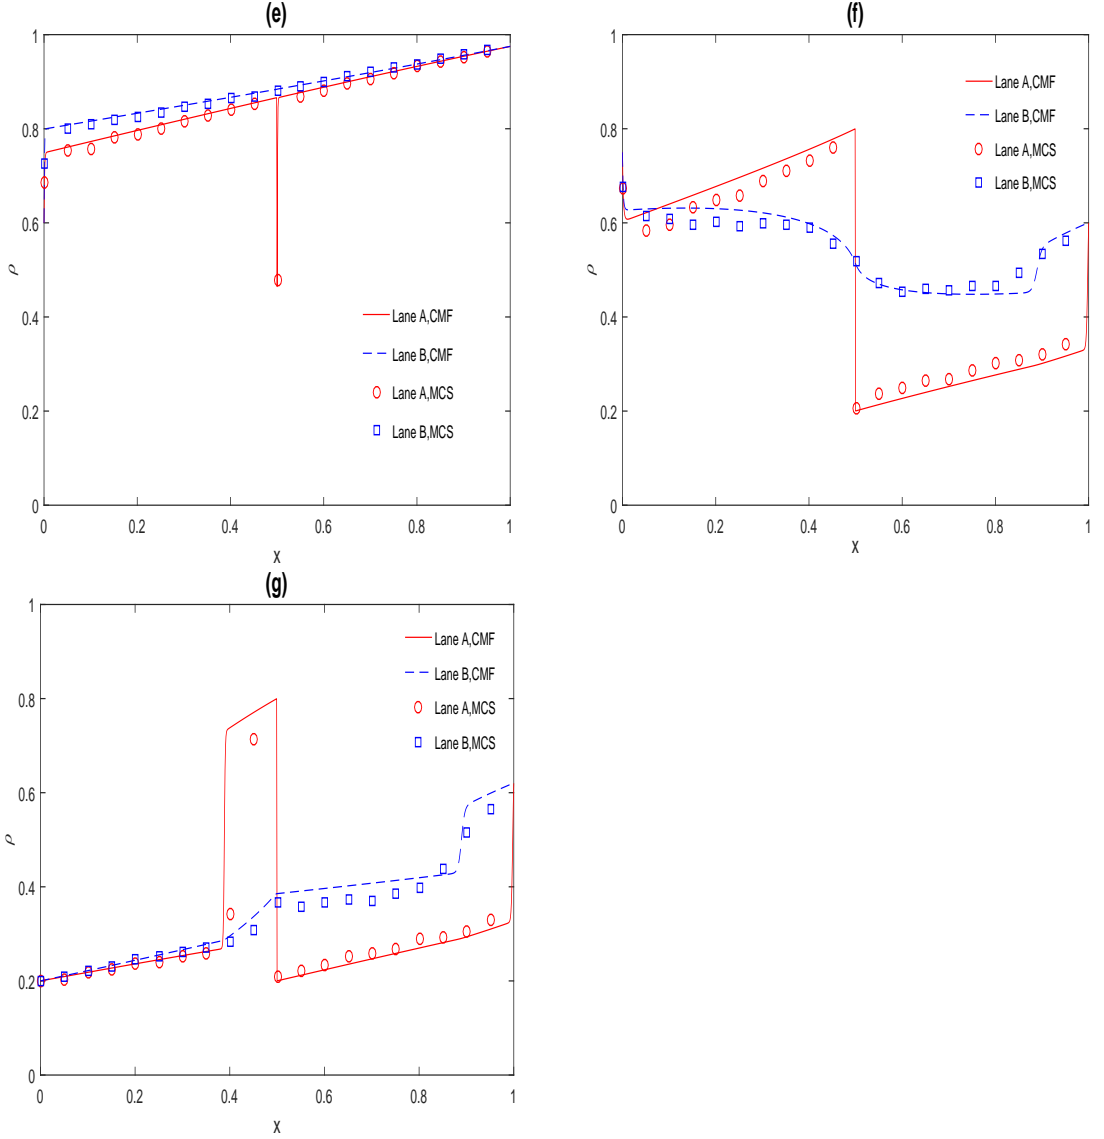 (e)
1
0.8
0.6
0.4
0.2
0
ρ
0
0.2
0.4
0.6
0.8
1
x
Lane A,CMF
Lane B,CMF
Lane A,MCS
Lane B,MCS
(f)
1
0.8
0.6
0.4
0.2
0
ρ
0
0.2
0.4
0.6
0.8
1
x
Lane A,CMF
Lane B,CMF
Lane A,MCS
Lane B,MCS
(g)
1
0.8
0.6
0.4
0.2
0
ρ
0
0.2
0.4
0.6
0.8
1
x
Lane A,CMF
Lane B,CMF
Lane A,MCS
Lane B,MCS